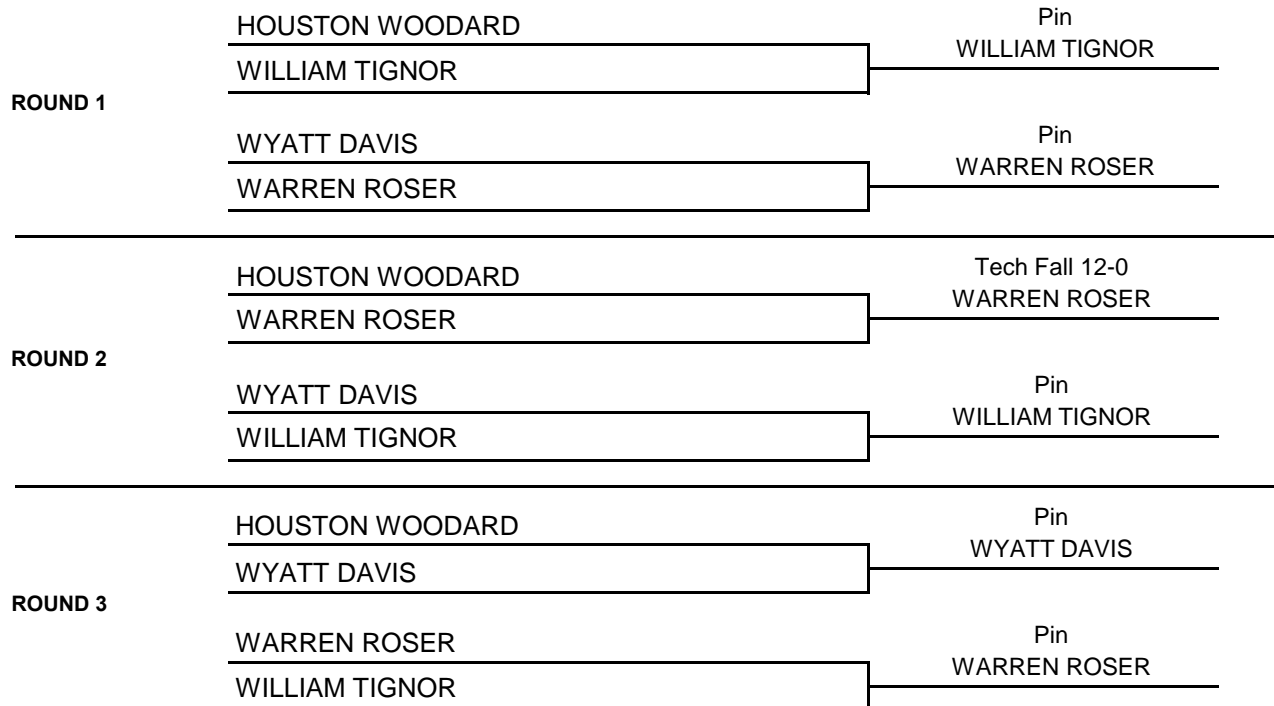 HOUSTON WOODARD
Pin
WILLIAM TIGNOR
WILLIAM TIGNOR
ROUND 1
WYATT DAVIS
Pin
WARREN ROSER
WARREN ROSER
HOUSTON WOODARD
Tech Fall 12-0
WARREN ROSER
WARREN ROSER
ROUND 2
WYATT DAVIS
Pin
WILLIAM TIGNOR
WILLIAM TIGNOR
HOUSTON WOODARD
Pin
WYATT DAVIS
WYATT DAVIS
ROUND 3
WARREN ROSER
Pin
WARREN ROSER
WILLIAM TIGNOR